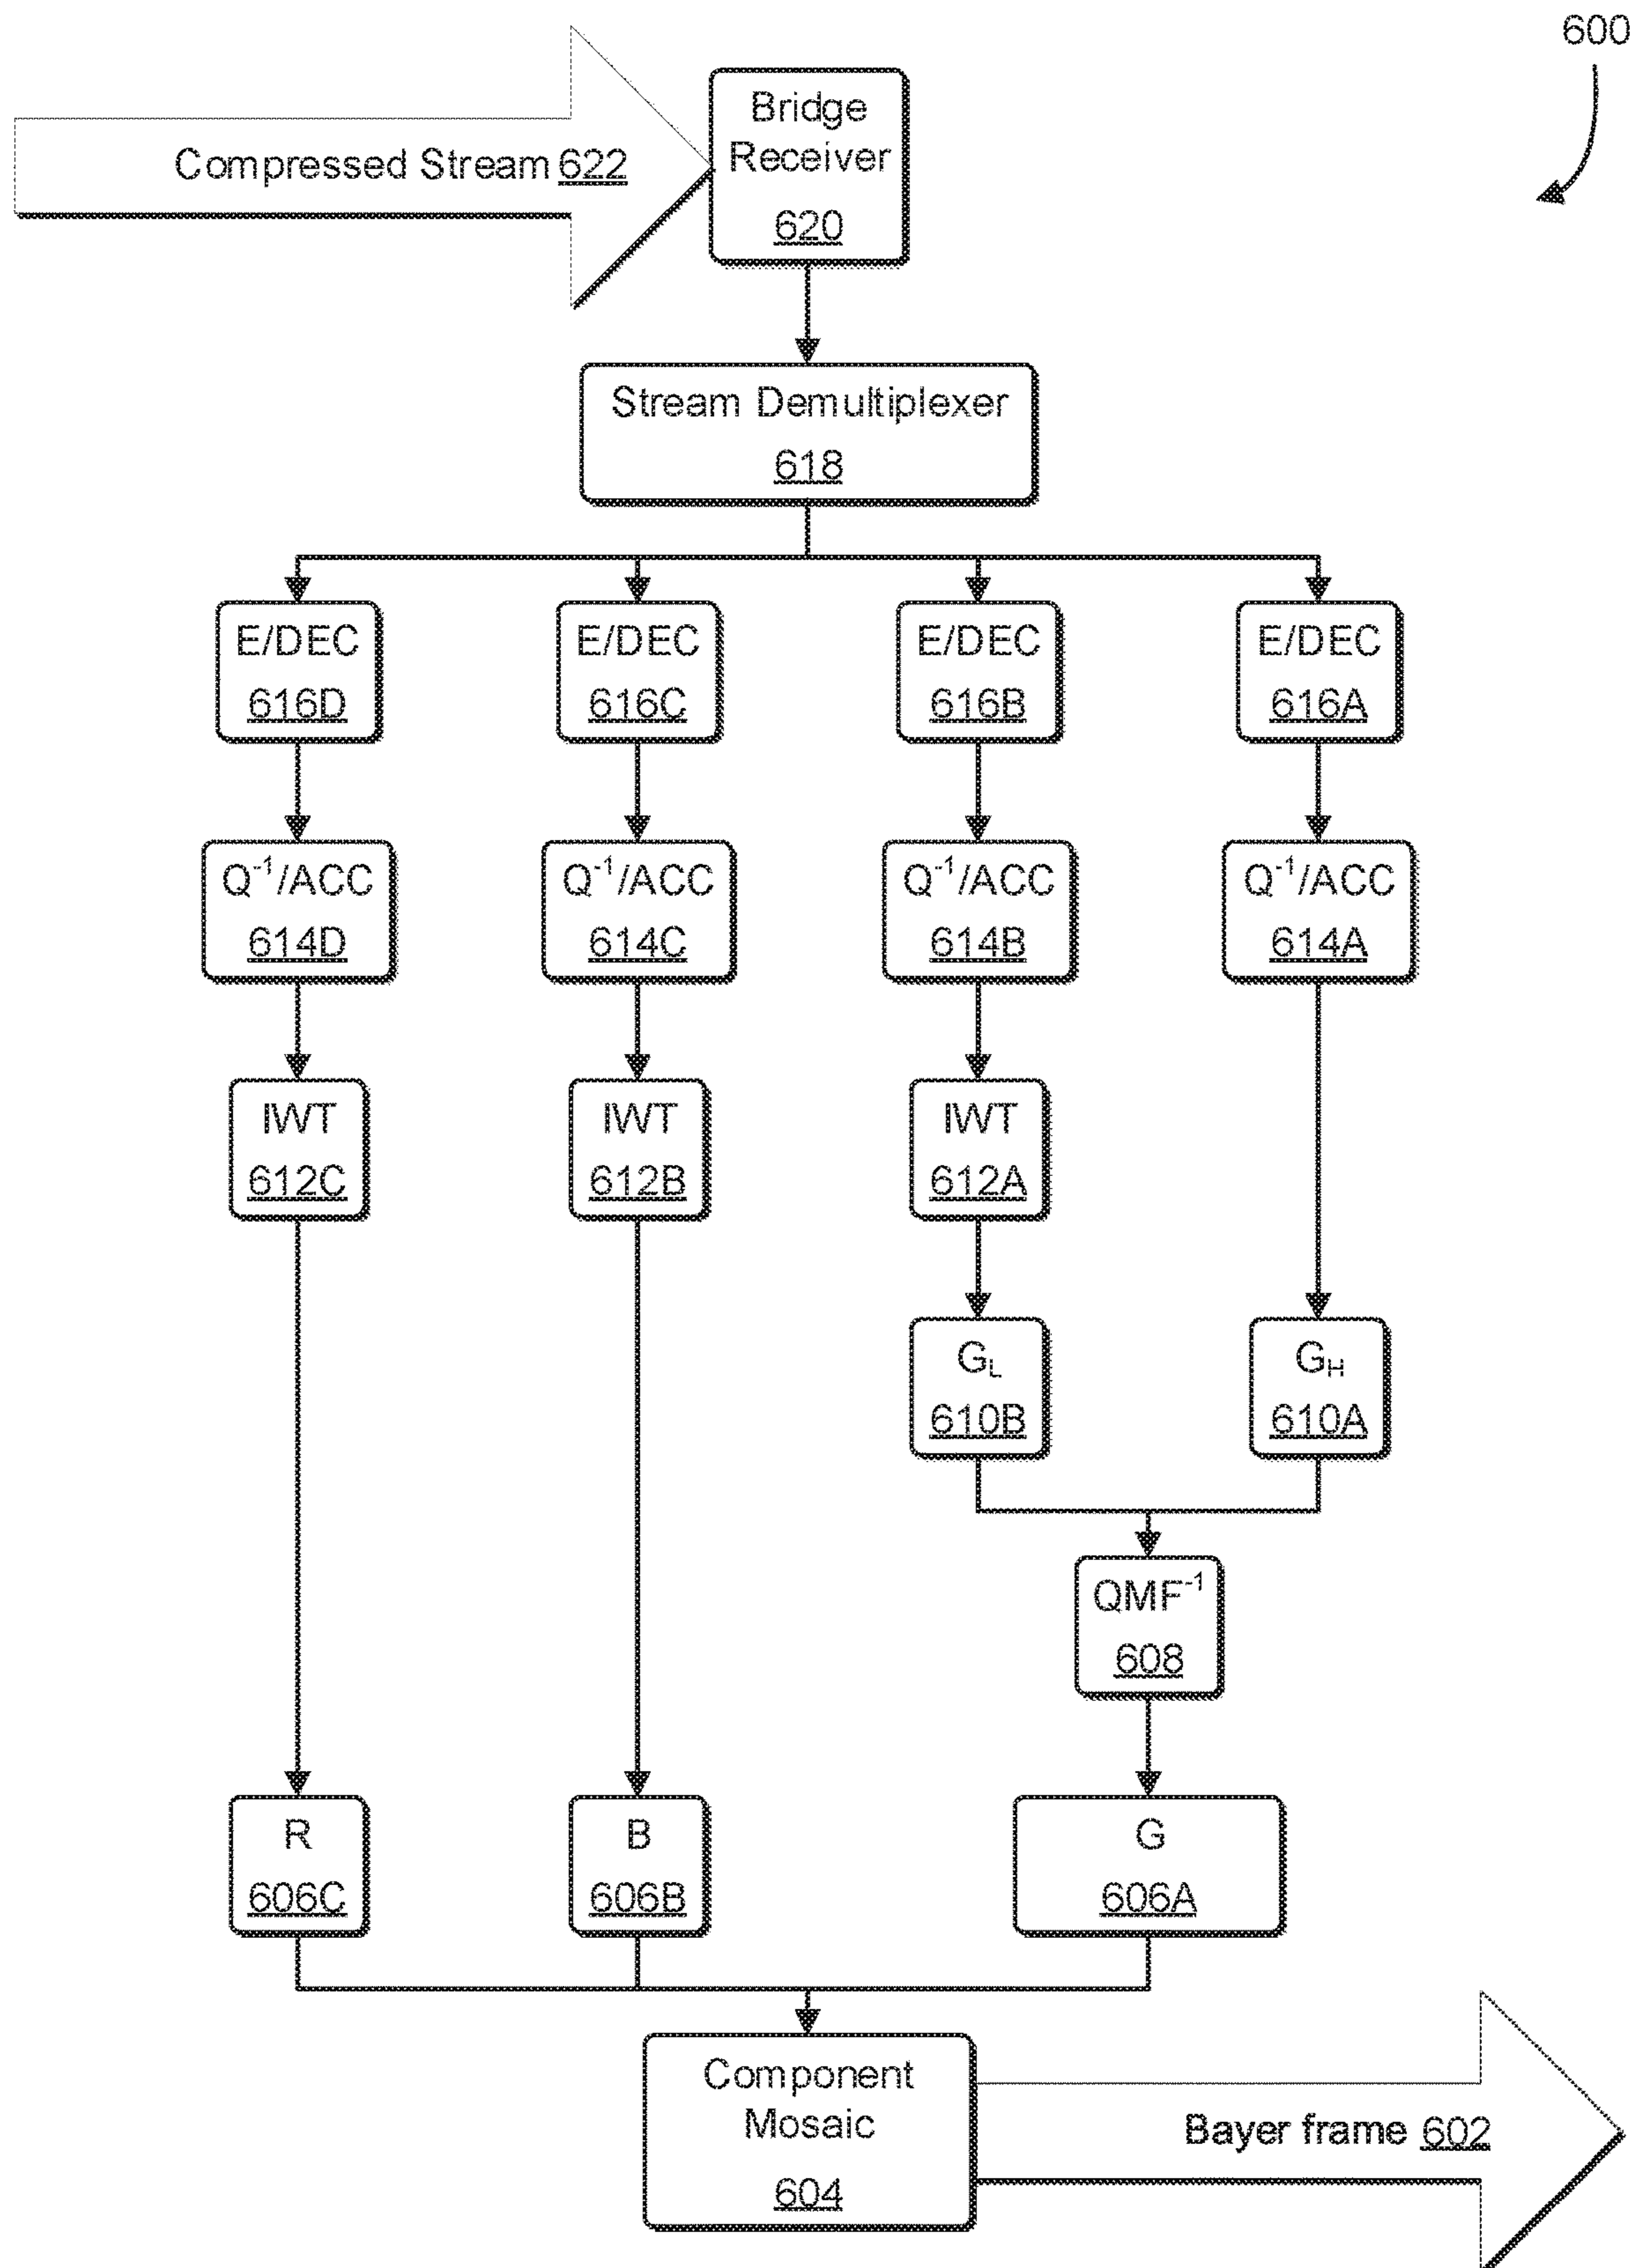 600
Bridge
Receiver
620
Compressed Stream 622
Stream Demultiplexer
618
E/DEC
616D
E/DEC
616C
E/DEC
616B
E/DEC
616A
Q⁻¹/ACC
614D
Q⁻¹/ACC
614C
Q⁻¹/ACC
614B
Q⁻¹/ACC
614A
IWT
612C
IWT
612B
IWT
612A
G_L
610B
G_H
610A
QMF⁻¹
608
R
606C
B
606B
G
606A
Component
Mosaic
604
Bayer frame 602